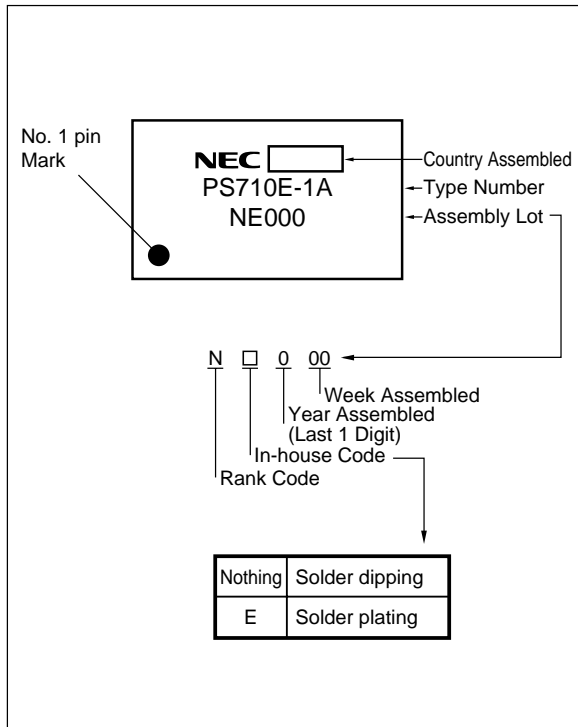 No. 1 pin
Mark
NEC
Country Assembled
PS710E-1A
Type Number
NE000
Assembly Lot
N □ 0 00
Week Assembled
Year Assembled
(Last 1 Digit)
In-house Code
Rank Code
Nothing Solder dipping
E Solder plating